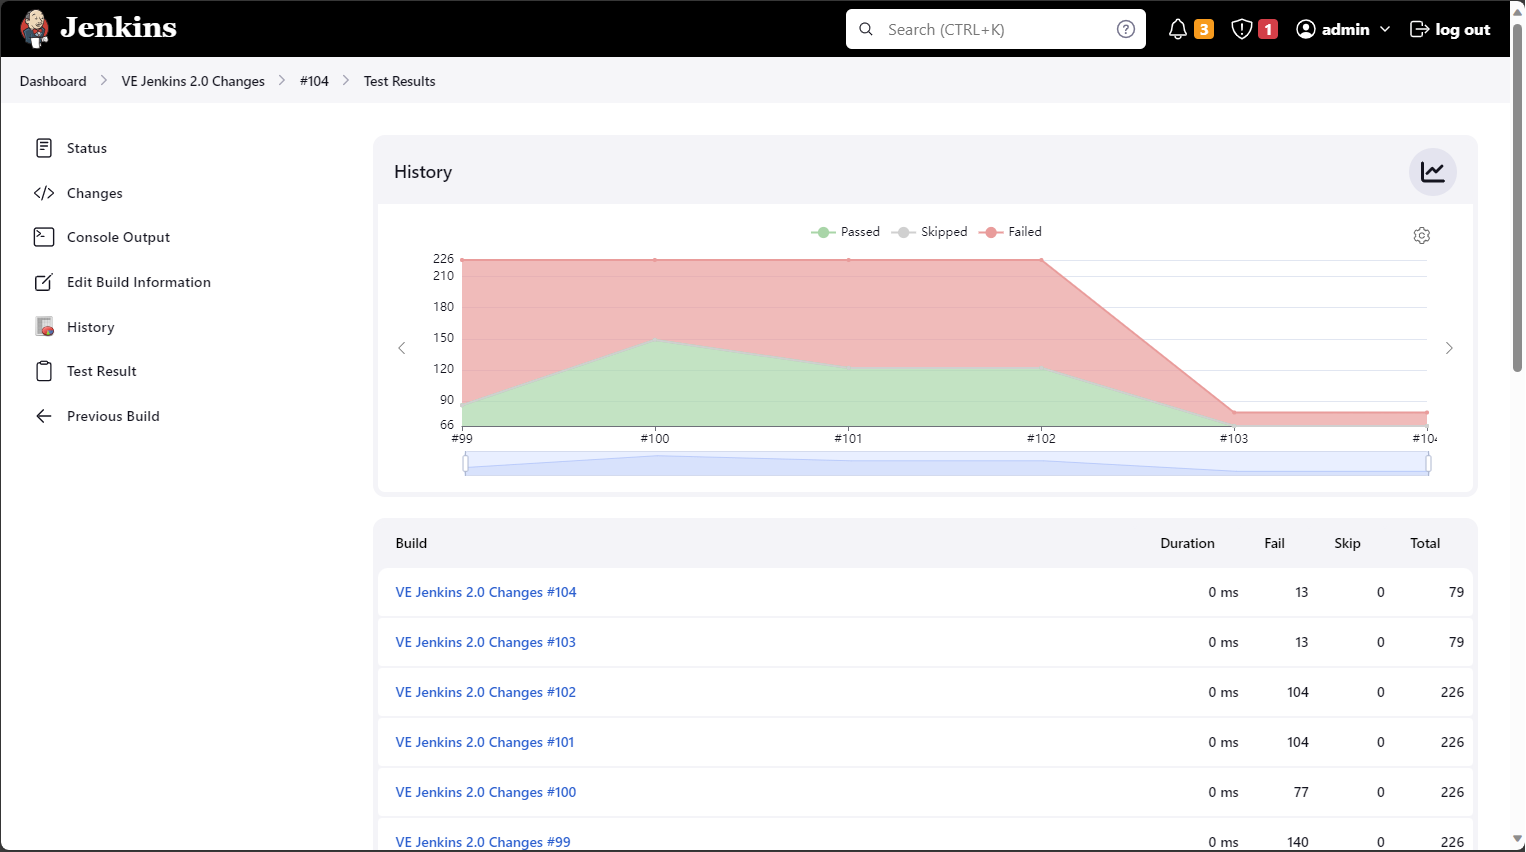 Jenkins
Search (CTRL+K)
3
1
admin
log out
Dashboard
VE Jenkins 2.0 Changes
#104
Test Results
Status
Changes
Console Output
Edit Build Information
History
Test Result
Previous Build
History
Passed Skipped Failed
226
210
180
150
120
90
66
#99 #100 #101 #102 #103 #104
Build Duration Fail Skip Total
VE Jenkins 2.0 Changes #104 0 ms 13 0 79
VE Jenkins 2.0 Changes #103 0 ms 13 0 79
VE Jenkins 2.0 Changes #102 0 ms 104 0 226
VE Jenkins 2.0 Changes #101 0 ms 104 0 226
VE Jenkins 2.0 Changes #100 0 ms 77 0 226
VE Jenkins 2.0 Changes #99 0 ms 140 0 226